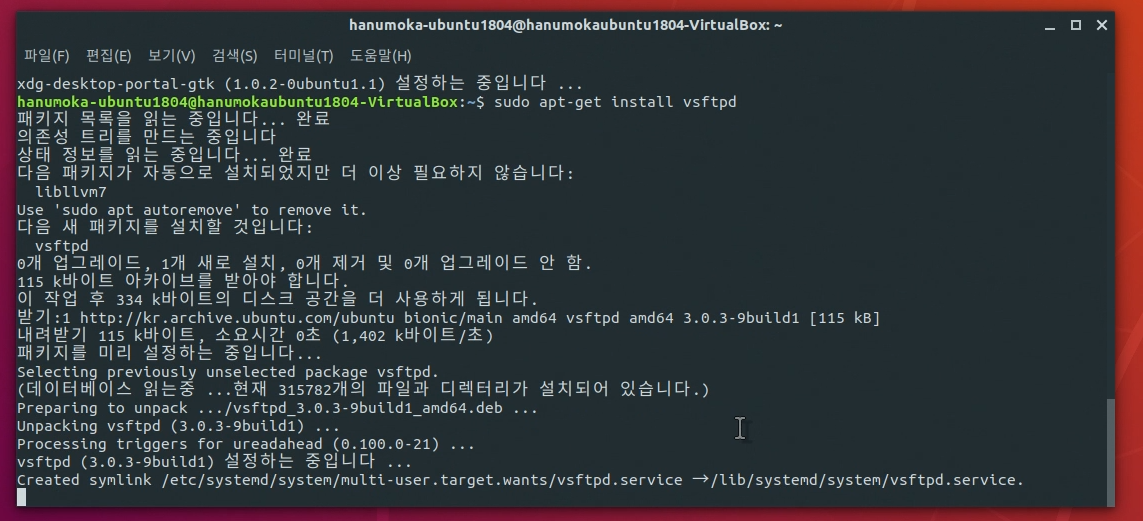 hanumoka-ubuntu1804@hanumokaubuntu1804-VirtualBox: ~
파일(F) 편집(E) 보기(V) 검색(S) 터미널(T) 도움말(H)
xdg-desktop-portal-gtk (1.0.2-0ubuntu1.1) 설정하는 중입니다 ...
hanumoka-ubuntu1804@hanumokaubuntu1804-VirtualBox:~$ sudo apt-get install vsftpd
패키지 목록을 읽는 중입니다... 완료
의존성 트리를 만드는 중입니다
상태 정보를 읽는 중입니다... 완료
다음 패키지가 자동으로 설치되었지만 더 이상 필요하지 않습니다:
libllvm7
Use 'sudo apt autoremove' to remove it.
다음 새 패키지를 설치할 것입니다:
vsftpd
0개 업그레이드, 1개 새로 설치, 0개 제거 및 0개 업그레이드 안 함.
115 k바이트 아카이브를 받아야 합니다.
이 작업 후 334 k바이트의 디스크 공간을 더 사용하게 됩니다.
받기:1 http://kr.archive.ubuntu.com/ubuntu bionic/main amd64 vsftpd amd64 3.0.3-9build1 [115 kB]
내려받기 115 k바이트, 소요시간 0초 (1,402 k바이트/초)
패키지를 미리 설정하는 중입니다...
Selecting previously unselected package vsftpd.
(데이터베이스 읽는중 ...현재 315782개의 파일과 디렉터리가 설치되어 있습니다.)
Preparing to unpack .../vsftpd_3.0.3-9build1_amd64.deb ...
Unpacking vsftpd (3.0.3-9build1) ...
Processing triggers for ureadahead (0.100.0-21) ...
vsftpd (3.0.3-9build1) 설정하는 중입니다 ...
Created symlink /etc/systemd/system/multi-user.target.wants/vsftpd.service →/lib/systemd/system/vsftpd.service.